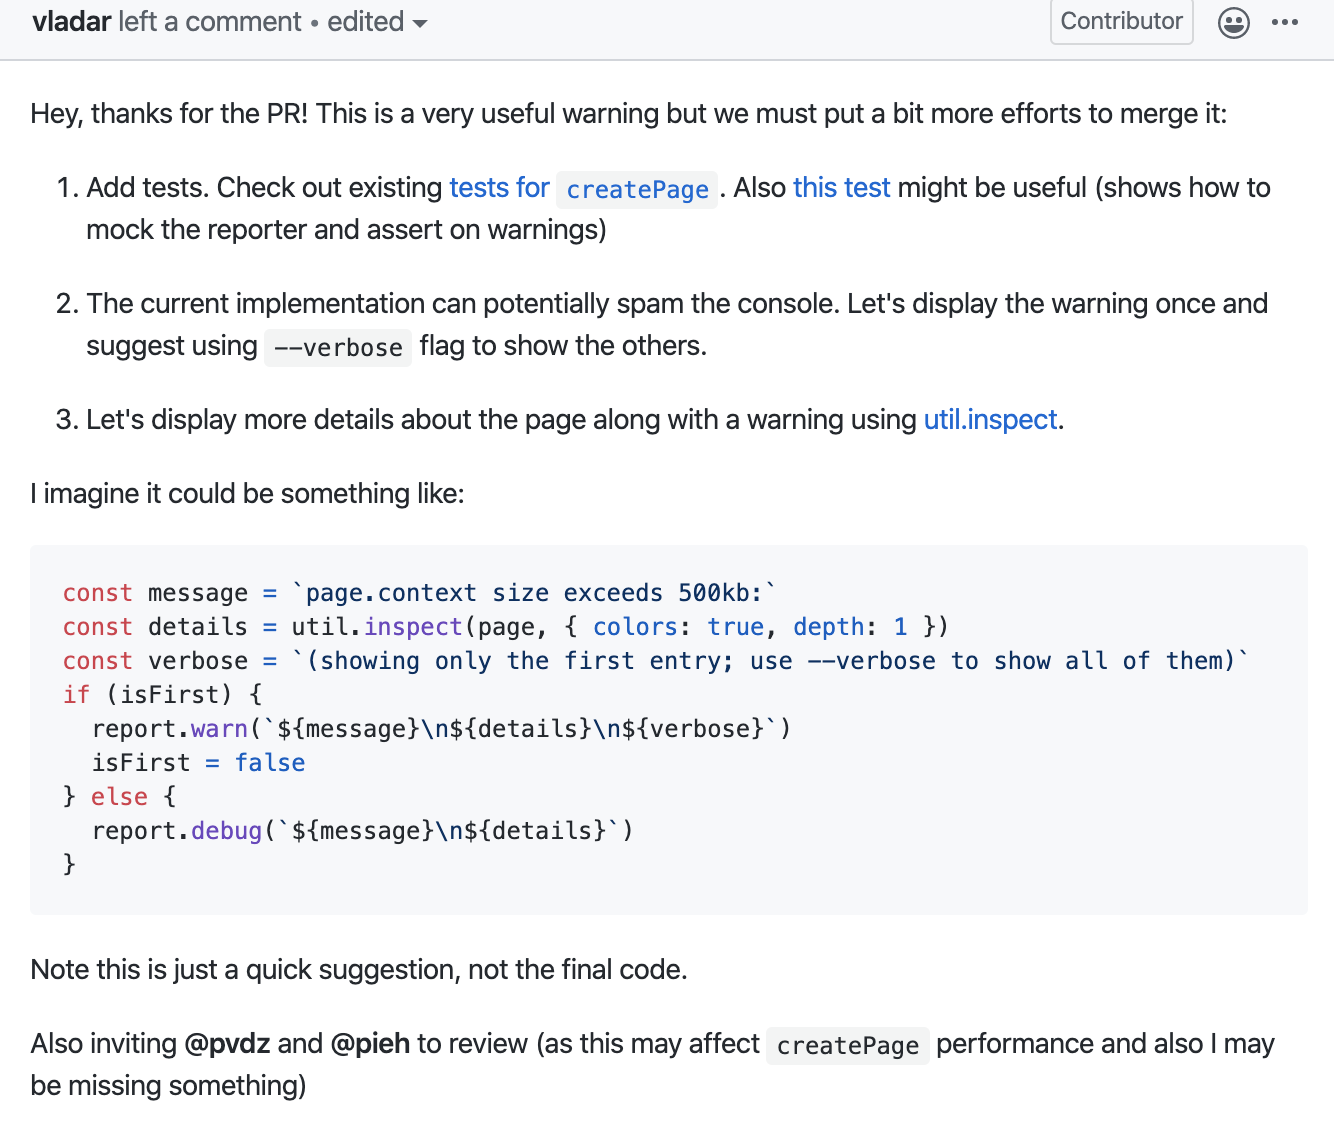 vladar left a comment • edited
Contributor
Hey, thanks for the PR! This is a very useful warning but we must put a bit more efforts to merge it:
1. Add tests. Check out existing tests for createPage. Also this test might be useful (shows how to
mock the reporter and assert on warnings)
2. The current implementation can potentially spam the console. Let's display the warning once and
suggest using --verbose flag to show the others.
3. Let's display more details about the page along with a warning using util.inspect.
I imagine it could be something like:
const message = `page.context size exceeds 500kb:`
const details = util.inspect(page, { colors: true, depth: 1 })
const verbose = `(showing only the first entry; use --verbose to show all of them)`
if (isFirst) {
  report.warn(`${message}\n${details}\n${verbose}`)
  isFirst = false
} else {
  report.debug(`${message}\n${details}`)
}
Note this is just a quick suggestion, not the final code.
Also inviting @pvdz and @pieh to review (as this may affect createPage performance and also I may
be missing something)